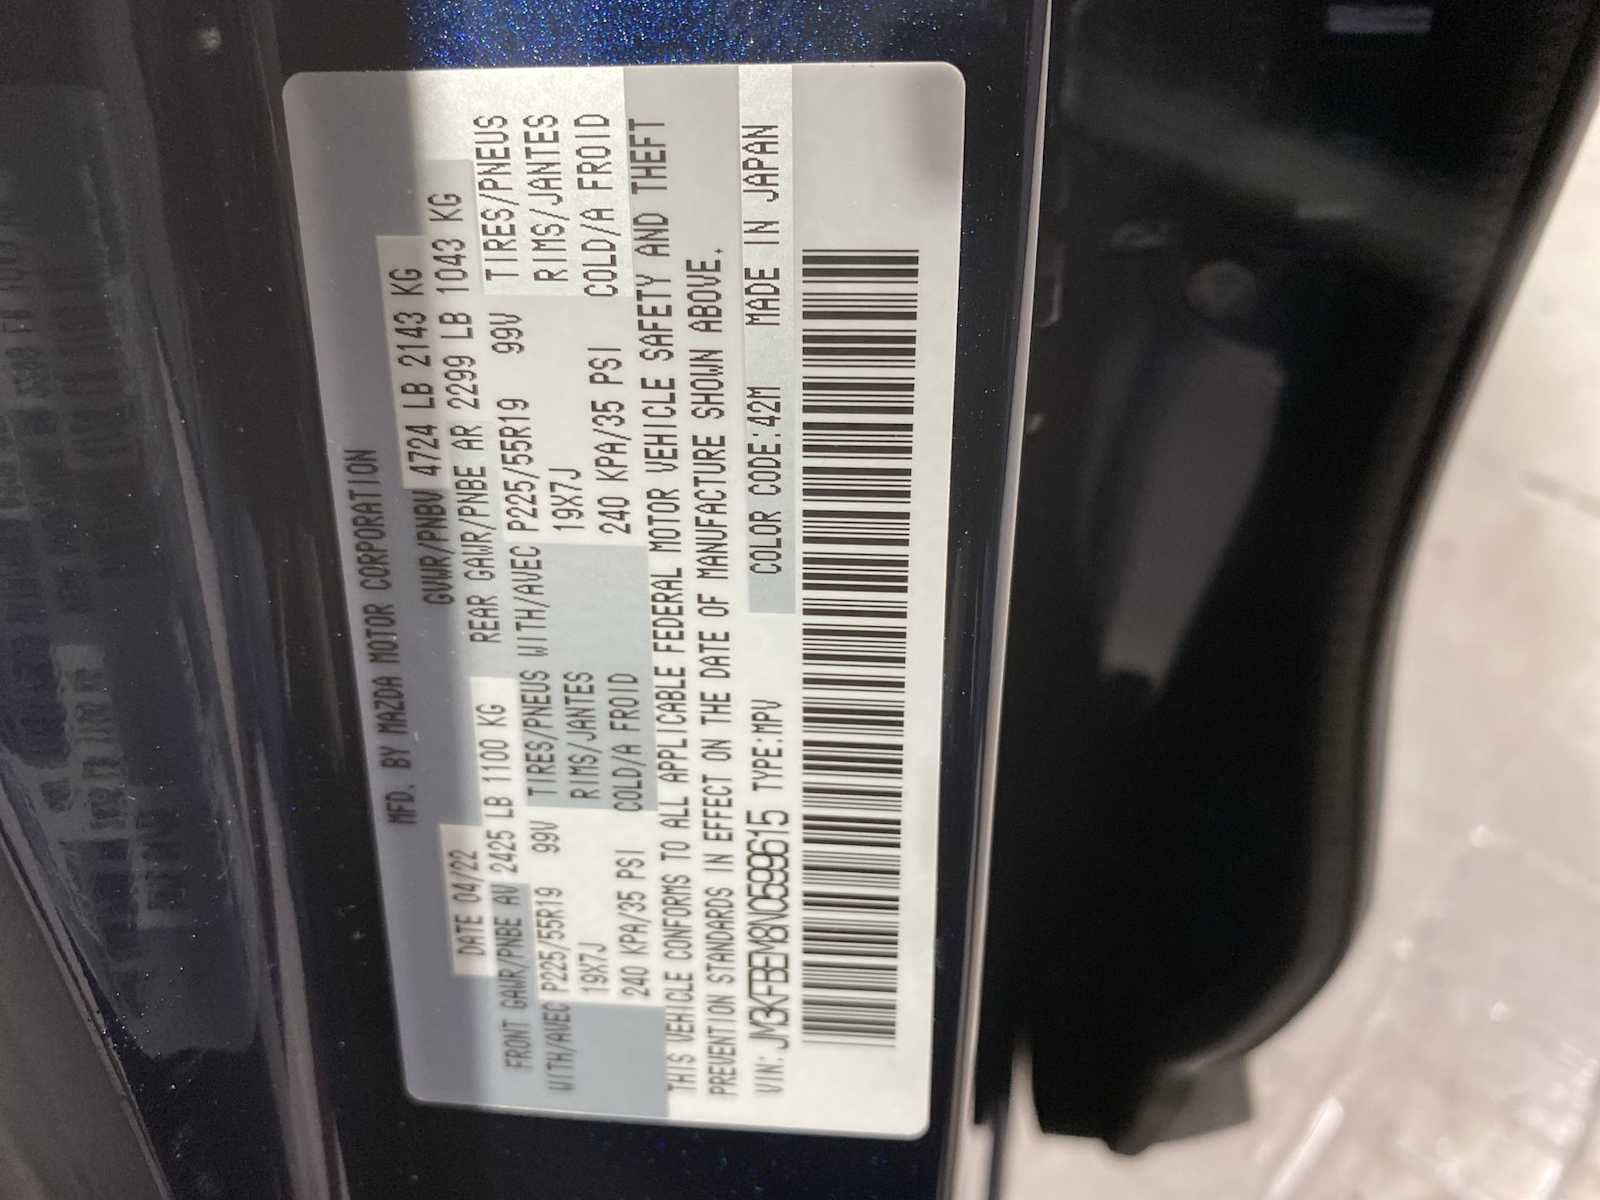 MFD. BY MAZDA MOTOR CORPORATION
DATE 04/22 GVWR/PNBV 4724 LB 2143 KG
FRONT GAWR/PNBE AV 2425 LB 1100 KG REAR GAWR/PNBE AR 2299 LB 1043 KG
WITH/AVEC P225/55R19 99V TIRES/PNEUS WITH/AVEC P225/55R19 99V TIRES/PNEUS
19X7J RIMS/JANTES 19X7J RIMS/JANTES
240 KPA/35 PSI COLD/A FROID 240 KPA/35 PSI COLD/A FROID
THIS VEHICLE CONFORMS TO ALL APPLICABLE FEDERAL MOTOR VEHICLE SAFETY AND THEFT
PREVENTION STANDARDS IN EFFECT ON THE DATE OF MANUFACTURE SHOWN ABOVE.
VIN: JM3KFBEM8N0599615 TYPE:MPV COLOR CODE:42M MADE IN JAPAN